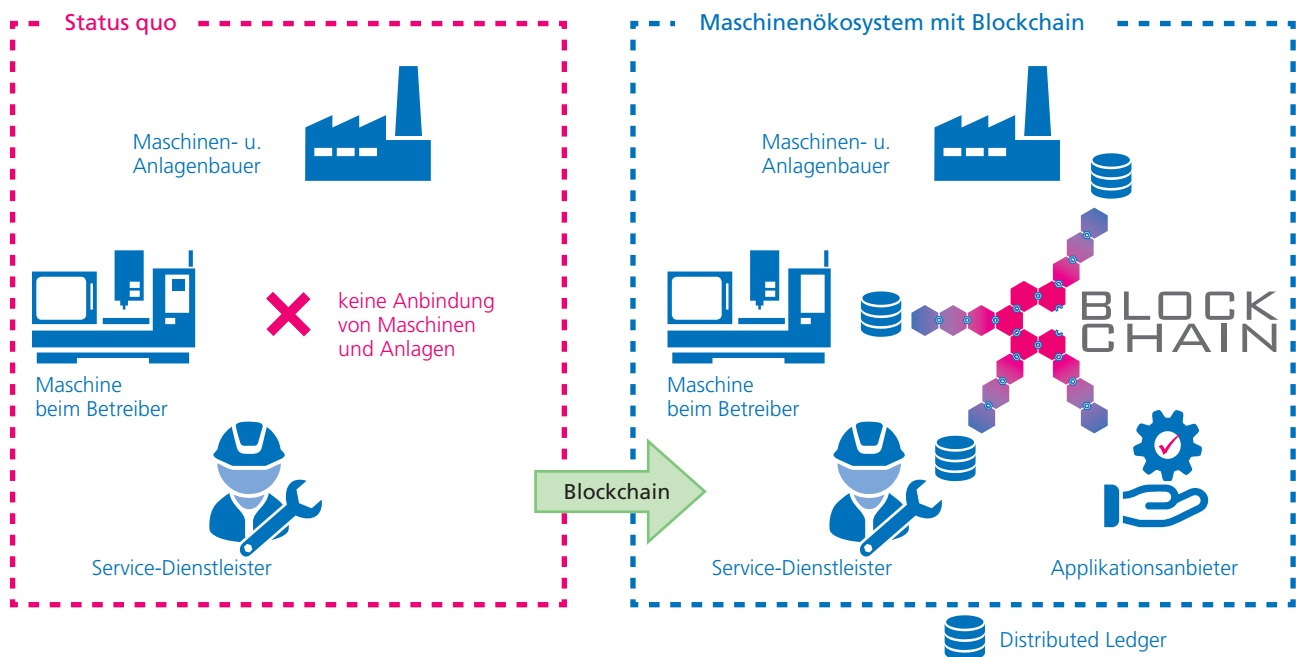 Status quo
Maschinen- u.
Anlagenbauer
keine Anbindung
von Maschinen
und Anlagen
Maschine
beim Betreiber
Service-Dienstleister
Blockchain
Maschinenökosystem mit Blockchain
Maschinen- u.
Anlagenbauer
BLOCK
CHAIN
Maschine
beim Betreiber
Service-Dienstleister
Applikationsanbieter
Distributed Ledger